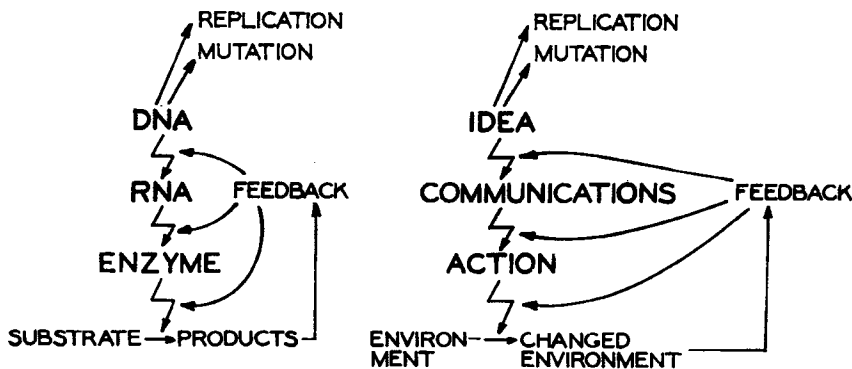 REPLICATION
MUTATION
DNA
RNA
FEEDBACK
ENZYME
SUBSTRATE
PRODUCTS
REPLICATION
MUTATION
IDEA
COMMUNICATIONS
FEEDBACK
ACTION
ENVIRON-
MENT
CHANGED
ENVIRONMENT